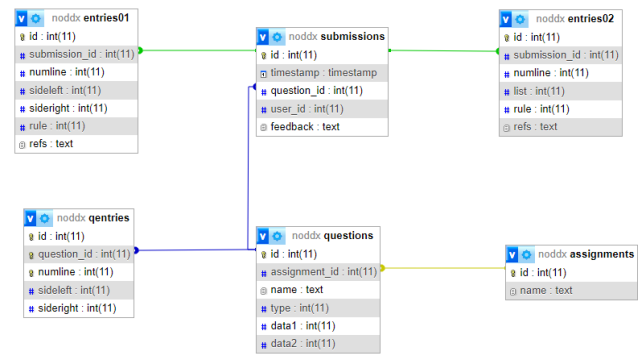 noddx entries01
id : int(11)
submission_id : int(11)
numline : int(11)
sideleft : int(11)
sideright : int(11)
rule : int(11)
refs : text
noddx submissions
id : int(11)
timestamp : timestamp
question_id : int(11)
user_id : int(11)
feedback : text
noddx entries02
id : int(11)
submission_id : int(11)
numline : int(11)
list : int(11)
rule : int(11)
refs : text
noddx qentries
id : int(11)
question_id : int(11)
numline : int(11)
sideleft : int(11)
sideright : int(11)
noddx questions
id : int(11)
assignment_id : int(11)
name : text
type : int(11)
data1 : int(11)
data2 : int(11)
noddx assignments
id : int(11)
name : text